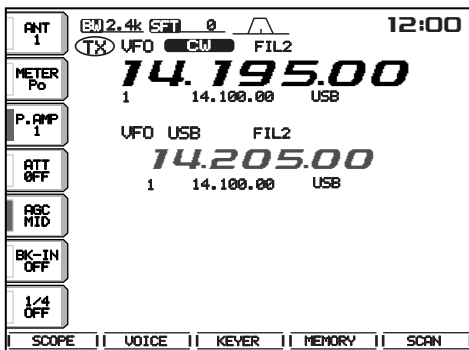 ANT
1
BW 2.4k SFT 0
12:00
TX VFO CW FIL2
METER
Po
14.195.00
1 14.100.00 USB
P.AMP
1
VFO USB FIL2
14.205.00
ATT
OFF
1 14.100.00 USB
AGC
MID
BK-IN
OFF
1/4
OFF
SCOPE VOICE KEYER MEMORY SCAN